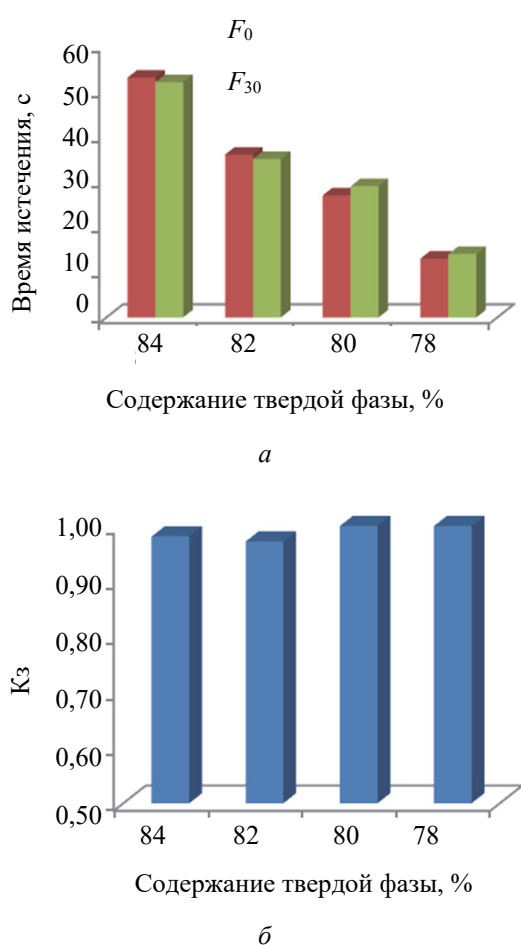 F0
F30
60
50
40
30
20
10
0
Время истечения, с
84 82 80 78
Содержание твердой фазы, %
а
1,00
0,90
0,80
0,70
0,60
0,50
Кз
84 82 80 78
Содержание твердой фазы, %
б